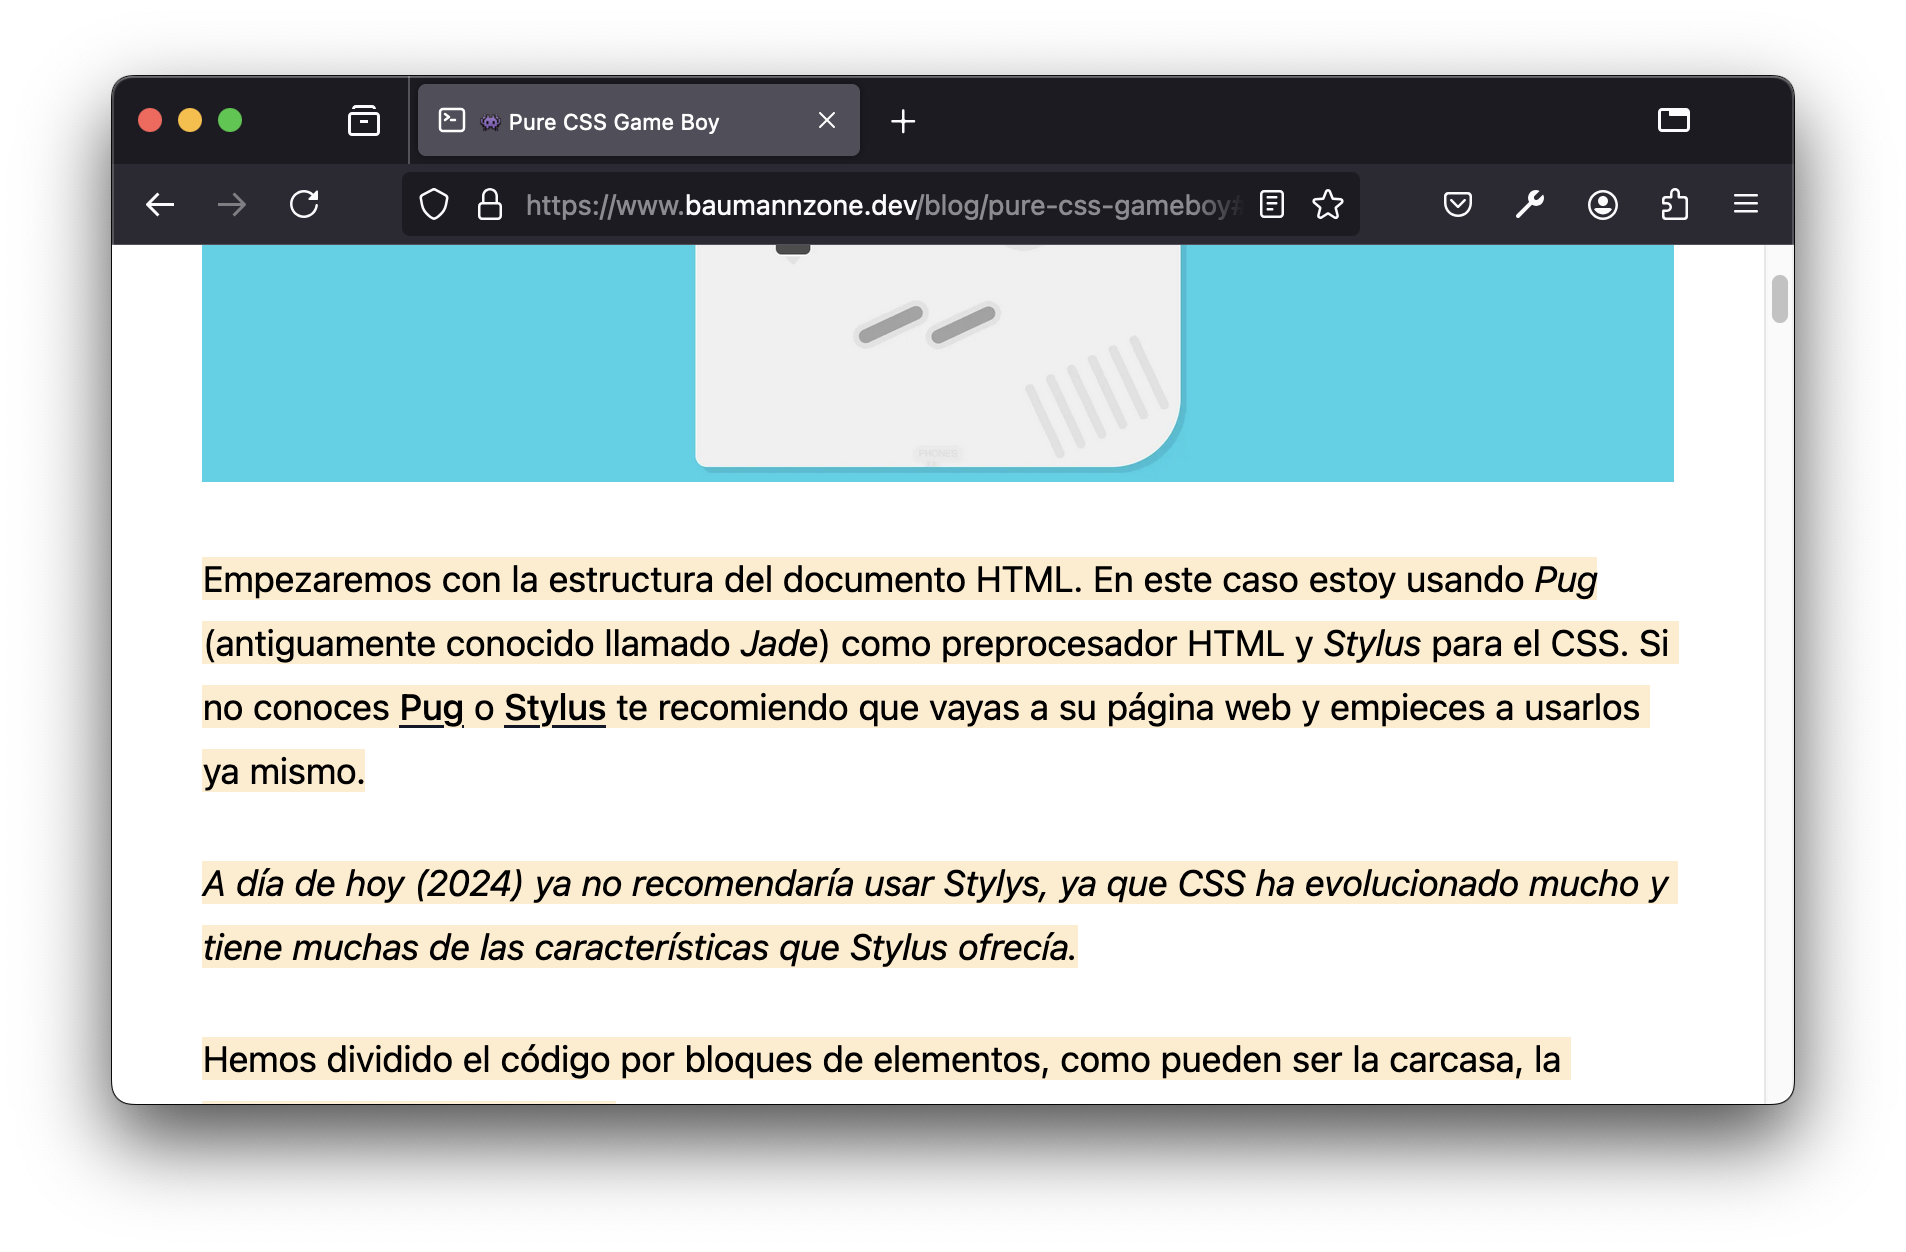 Pure CSS Game Boy
https://www.baumannzone.dev/blog/pure-css-gameboy#
PHONES
Empezaremos con la estructura del documento HTML. En este caso estoy usando Pug
(antiguamente conocido llamado Jade) como preprocesador HTML y Stylus para el CSS. Si
no conoces Pug o Stylus te recomiendo que vayas a su página web y empieces a usarlos
ya mismo.
A día de hoy (2024) ya no recomendaría usar Stylys, ya que CSS ha evolucionado mucho y
tiene muchas de las características que Stylus ofrecía.
Hemos dividido el código por bloques de elementos, como pueden ser la carcasa, la